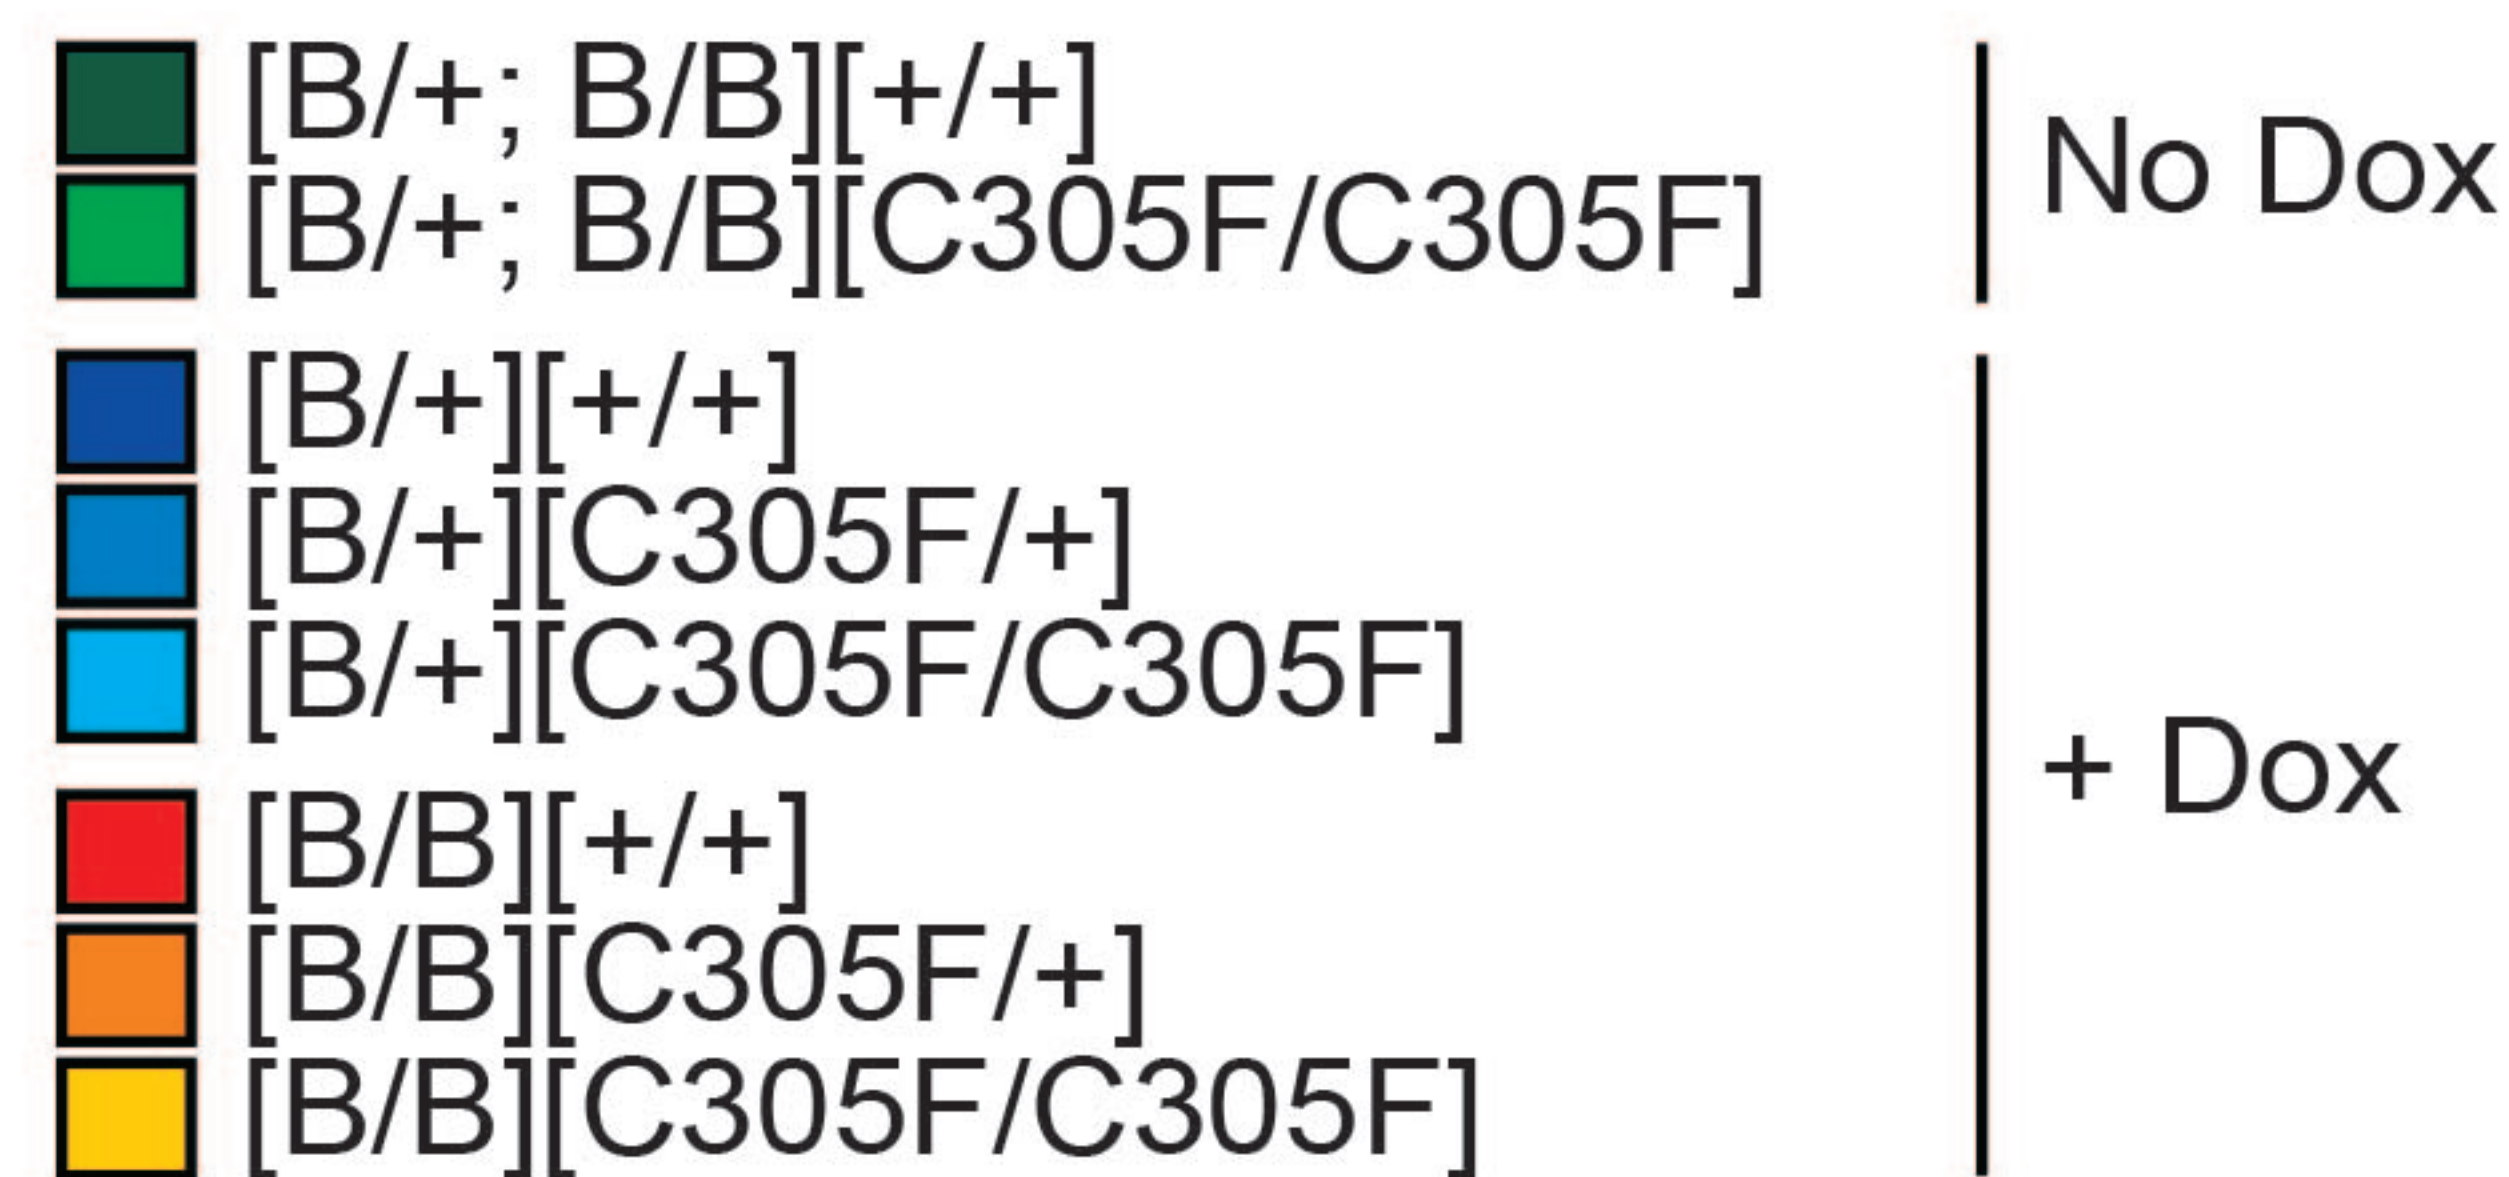 [B/+; B/B][+/+]
[B/+; B/B][C305F/C305F]
No Dox
[B/+][+/+]
[B/+][C305F/+]
[B/+][C305F/C305F]
[B/B][+/+]
[B/B][C305F/+]
[B/B][C305F/C305F]
+ Dox